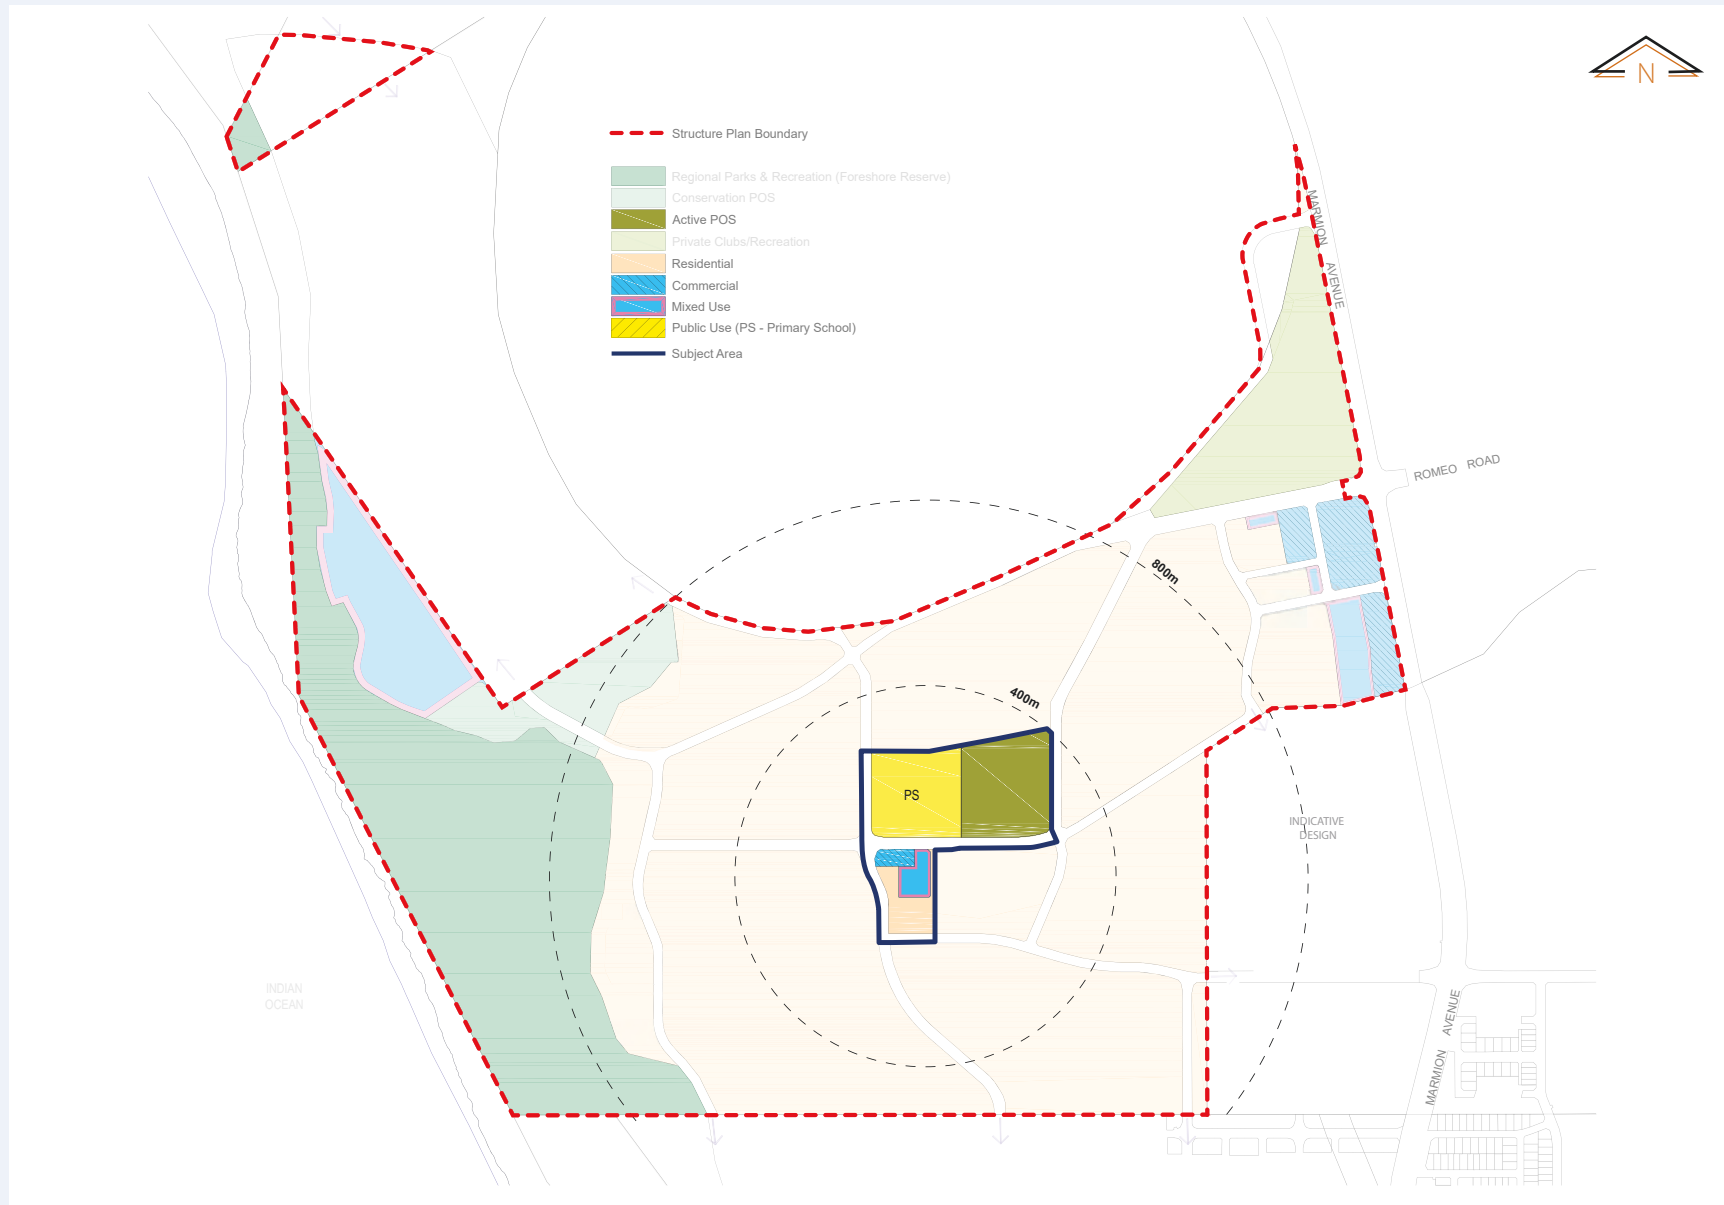 N
Structure Plan Boundary
Regional Parks & Recreation (Foreshore Reserve)
Conservation POS
Active POS
Private Clubs/Recreation
Residential
Commercial
Mixed Use
Public Use (PS - Primary School)
Subject Area
MARMION AVENUE
ROMEO ROAD
800m
400m
PS
INDICATIVE
DESIGN
INDIAN
OCEAN
MARMION AVENUE